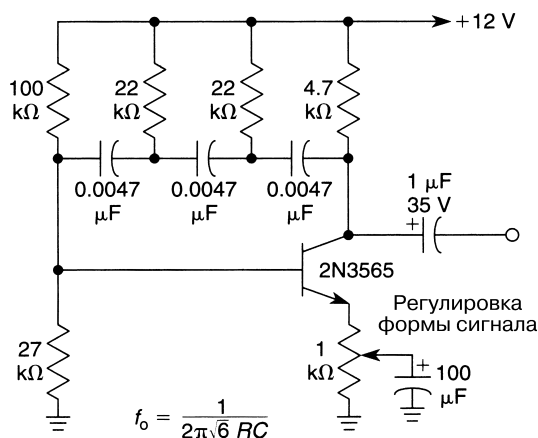 +12 V
100
kΩ
22
kΩ
22
kΩ
4.7
kΩ
0.0047
μF
0.0047
μF
0.0047
μF
1 μF
35 V
+
2N3565
Регулировка
формы сигнала
27
kΩ
1
kΩ
+
100
μF
f₀ = 1 / (2π√6 RC)